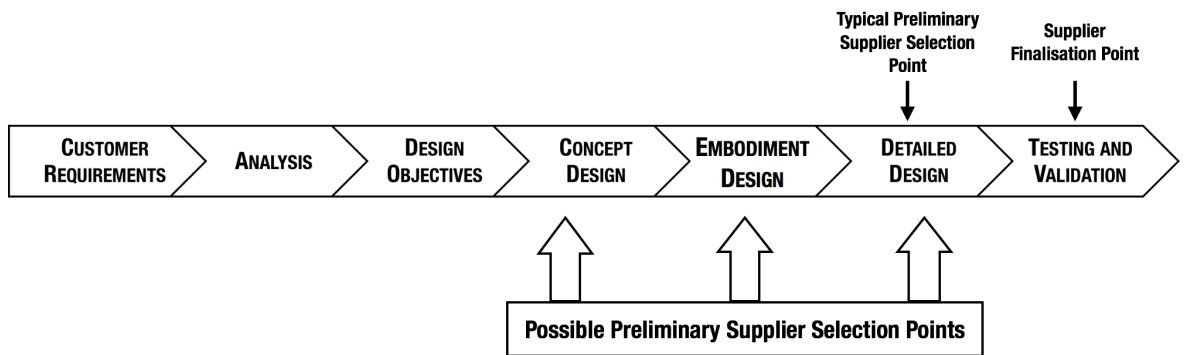 Typical Preliminary
Supplier Selection
Point
Supplier
Finalisation Point
CUSTOMER
REQUIREMENTS
ANALYSIS
DESIGN
OBJECTIVES
CONCEPT
DESIGN
EMBODIMENT
DESIGN
DETAILED
DESIGN
TESTING AND
VALIDATION
Possible Preliminary Supplier Selection Points